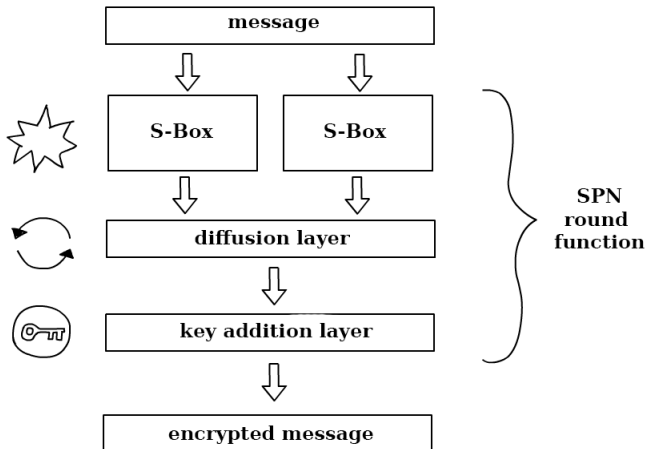 message
S-Box S-Box
SPN
round
function
diffusion layer
key addition layer
encrypted message